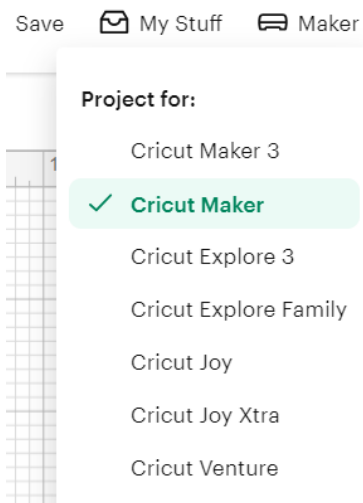 Save My Stuff Maker
Project for:
1
Cricut Maker 3
Cricut Maker
Cricut Explore 3
Cricut Explore Family
Cricut Joy
Cricut Joy Xtra
Cricut Venture